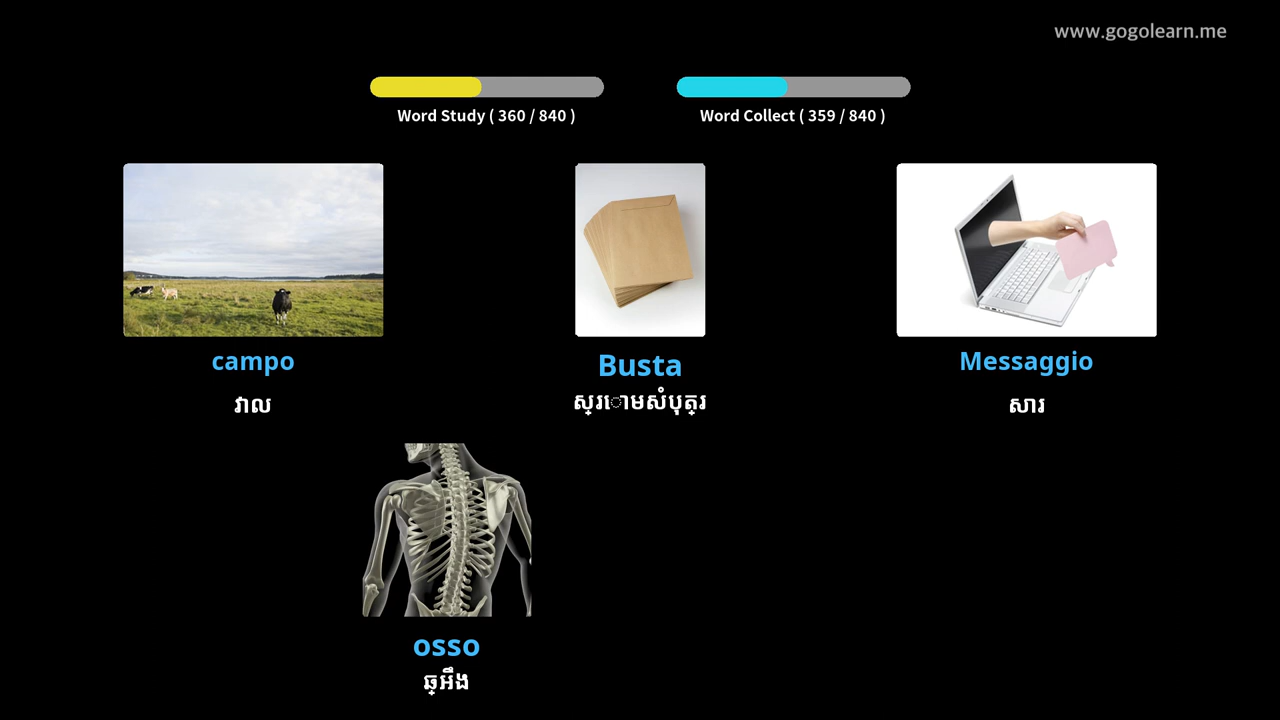 www.gogolearn.me
Word Study ( 360 / 840 )
Word Collect ( 359 / 840 )
campo
Busta
Messaggio
វាល
ស្រោមសំបុត្រ
សារ
osso
ឆ្អឹង